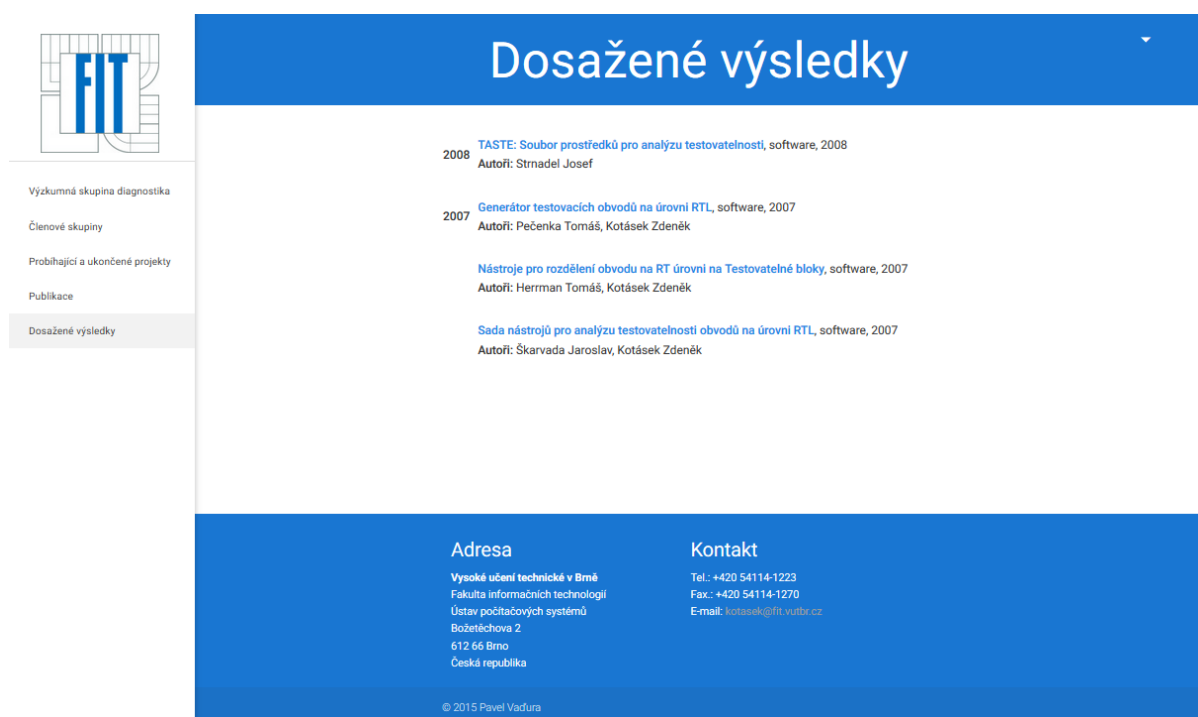 FIT
Výzkumná skupina diagnostika
Členové skupiny
Probíhající a ukončené projekty
Publikace
Dosažené výsledky
Dosažené výsledky
2008
TASTE: Soubor prostředků pro analýzu testovatelnosti, software, 2008
Autoři: Strnadel Josef
2007
Generátor testovacích obvodů na úrovni RTL, software, 2007
Autoři: Pečenka Tomáš, Kotásek Zdeněk
Nástroje pro rozdělení obvodu na RT úrovni na Testovatelné bloky, software, 2007
Autoři: Herrman Tomáš, Kotásek Zdeněk
Sada nástrojů pro analýzu testovatelnosti obvodů na úrovni RTL, software, 2007
Autoři: Škarvada Jaroslav, Kotásek Zdeněk
Adresa
Vysoké učení technické v Brně
Fakulta informačních technologií
Ústav počítačových systémů
Božetěchova 2
612 66 Brno
Česká republika
Kontakt
Tel.: +420 54114-1223
Fax.: +420 54114-1270
E-mail: kotasek@fit.vutbr.cz
© 2015 Pavel Vaďura